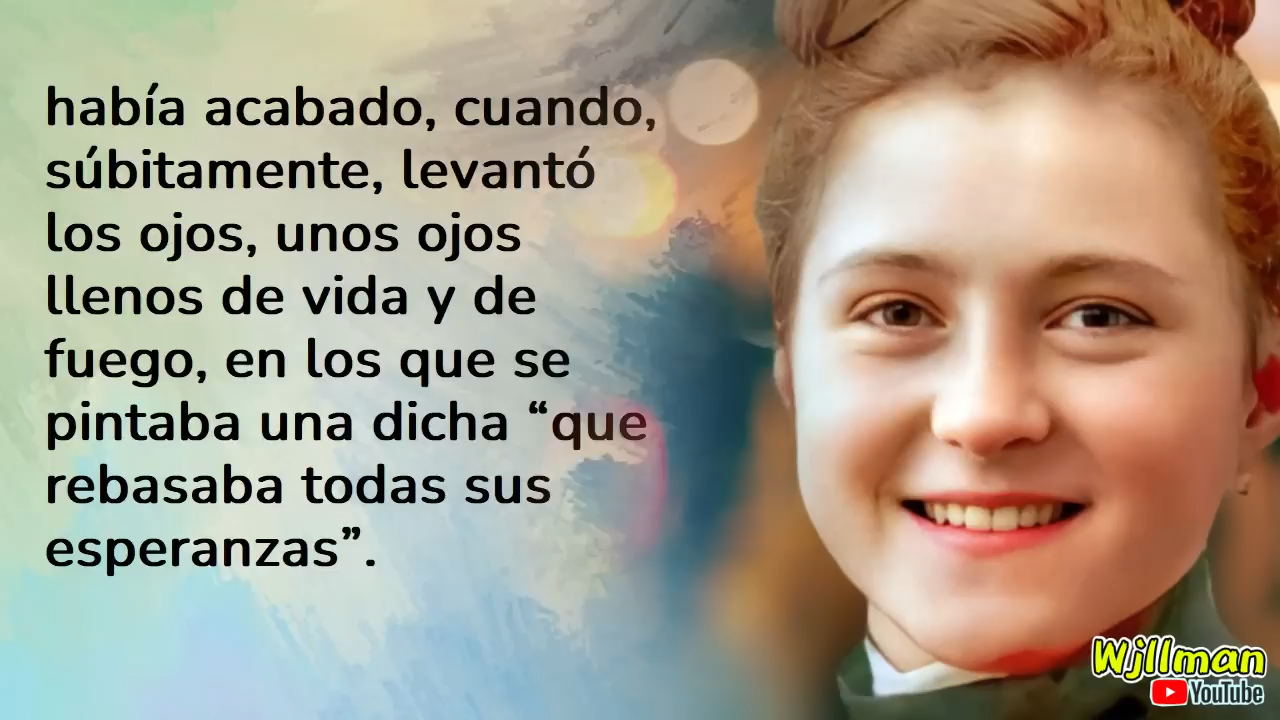 había acabado, cuando,
súbitamente, levantó
los ojos, unos ojos
llenos de vida y de
fuego, en los que se
pintaba una dicha “que
rebasaba todas sus
esperanzas”.
Wjllman
YouTube